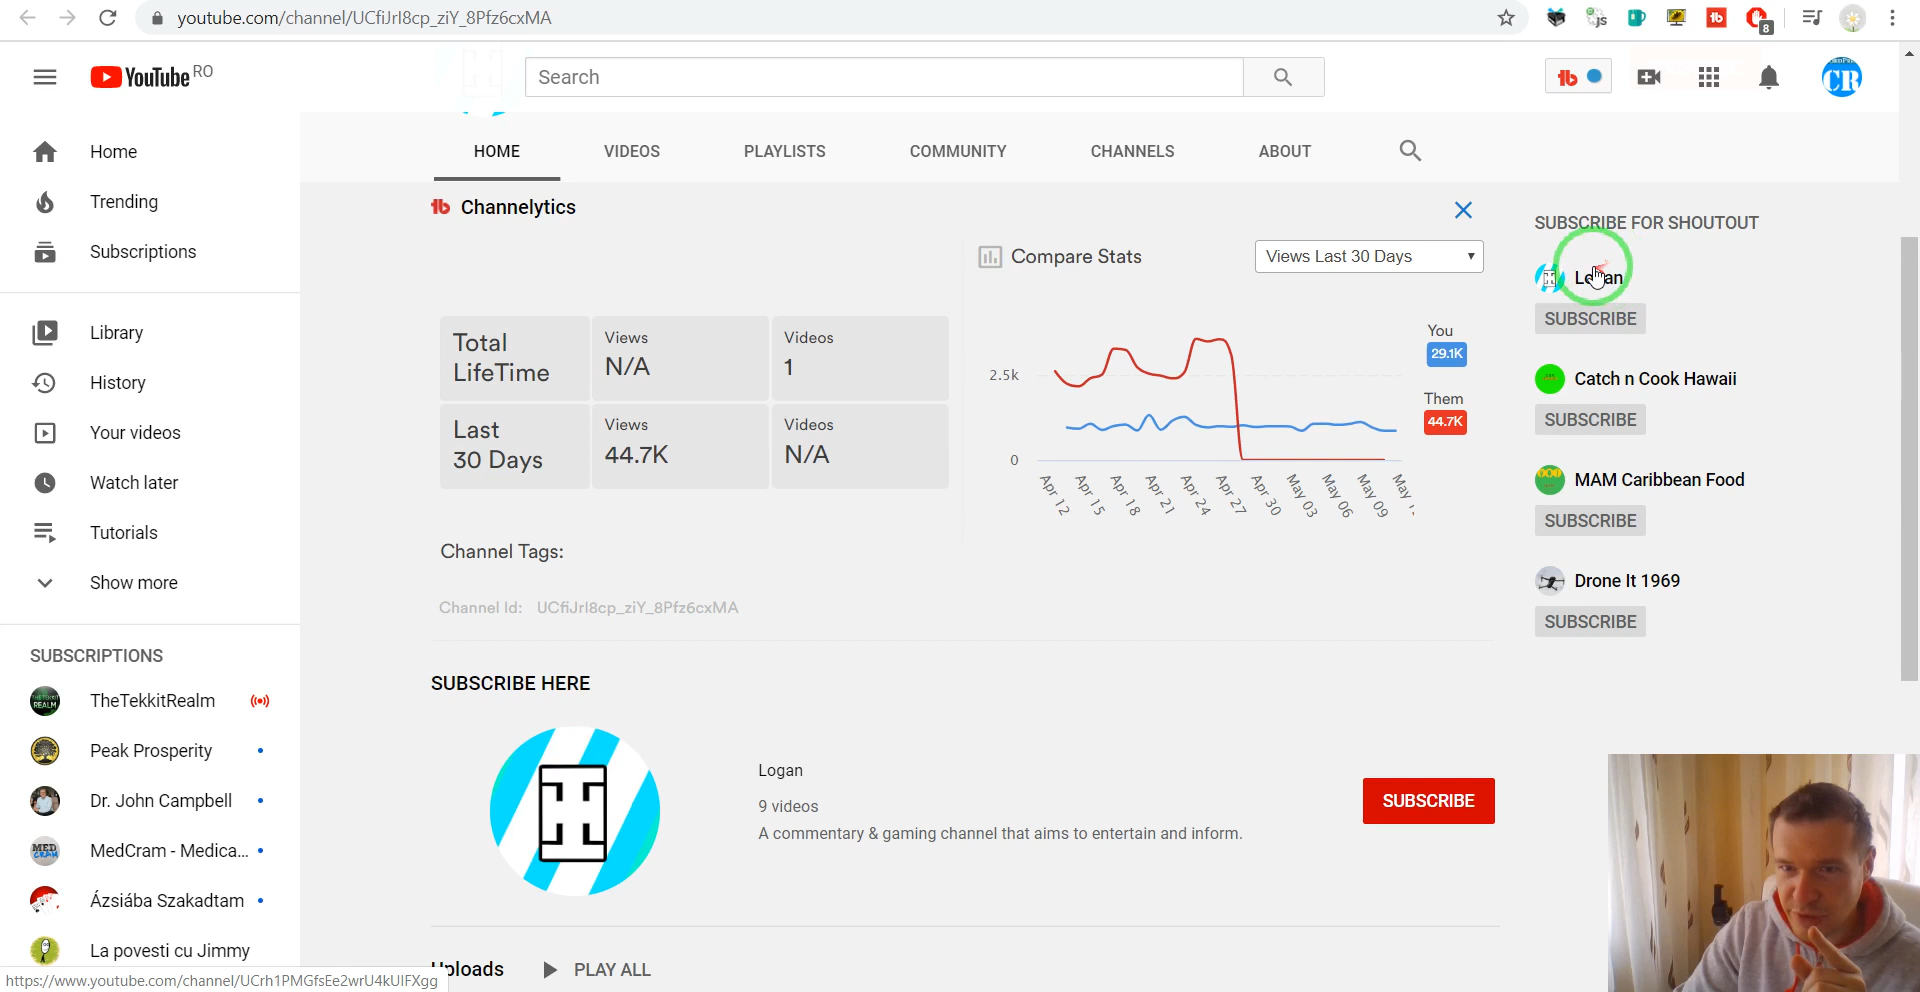 youtube.com/channel/UCfiJrl8cp_ziY_8Pfz6cxMA
JS
8
YouTube RO
Search
CR
Home
Trending
Subscriptions
Library
History
Your videos
Watch later
Tutorials
Show more
SUBSCRIPTIONS
TheTekkitRealm
Peak Prosperity
Dr. John Campbell
MedCram - Medica...
Ázsiába Szakadtam
La povesti cu Jimmy
HOME VIDEOS PLAYLISTS COMMUNITY CHANNELS ABOUT
Channelytics
Compare Stats
Views Last 30 Days
Total LifeTime
Views
N/A
Videos
1
Last 30 Days
Views
44.7K
Videos
N/A
2.5k
0
Apr 12 Apr 15 Apr 18 Apr 21 Apr 24 Apr 27 Apr 30 May 03 May 06 May 09 May
You
29.1K
Them
44.7K
Channel Tags:
Channel Id: UCfiJrl8cp_ziY_8Pfz6cxMA
SUBSCRIBE HERE
Logan
9 videos
A commentary & gaming channel that aims to entertain and inform.
SUBSCRIBE
Uploads PLAY ALL
SUBSCRIBE FOR SHOUTOUT
Logan
SUBSCRIBE
Catch n Cook Hawaii
SUBSCRIBE
MAM Caribbean Food
SUBSCRIBE
Drone It 1969
SUBSCRIBE
https://www.youtube.com/channel/UCrh1PMGfsEe2wrU4kUIFXgg